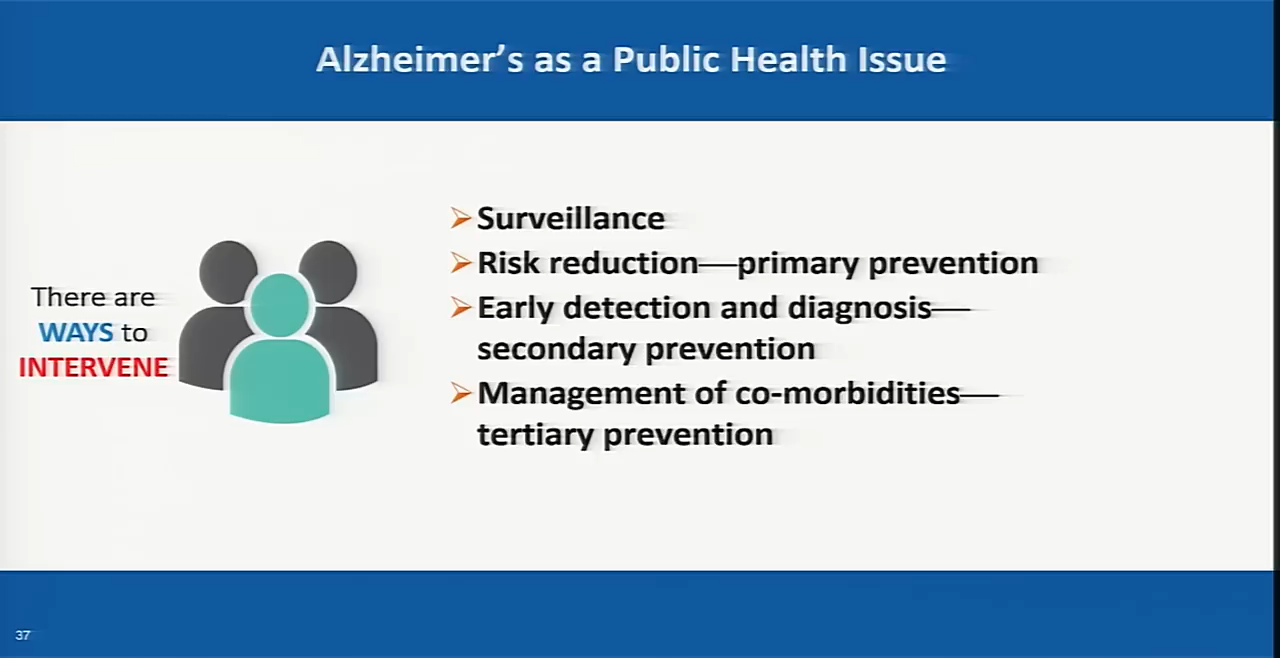 Alzheimer’s as a Public Health Issue
There are
WAYS to
INTERVENE
Surveillance
Risk reduction—primary prevention
Early detection and diagnosis—
secondary prevention
Management of co-morbidities—
tertiary prevention
37